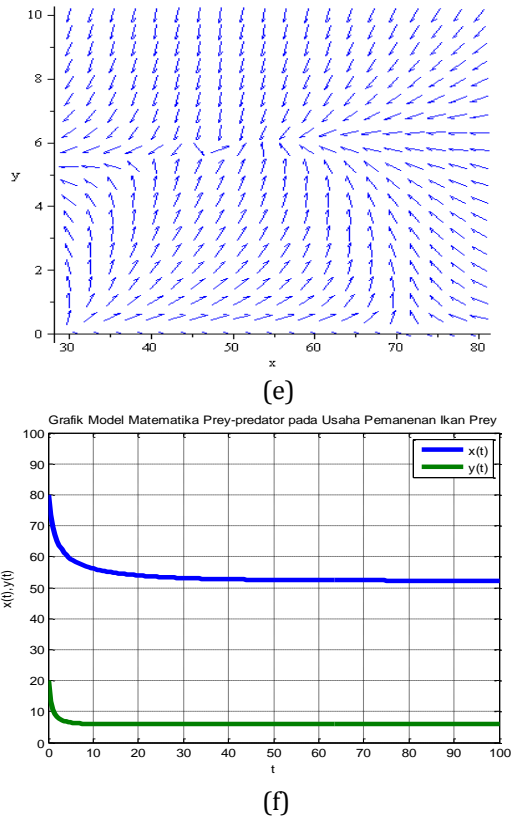 10
8
6
y
4
2
0
30 40 50 60 70 80
x
(e)
Grafik Model Matematika Prey-predator pada Usaha Pemanenan Ikan Prey
100
90
80
70
60
50
40
30
20
10
0
x(t),y(t)
x(t)
y(t)
0 10 20 30 40 50 60 70 80 90 100
t
(f)